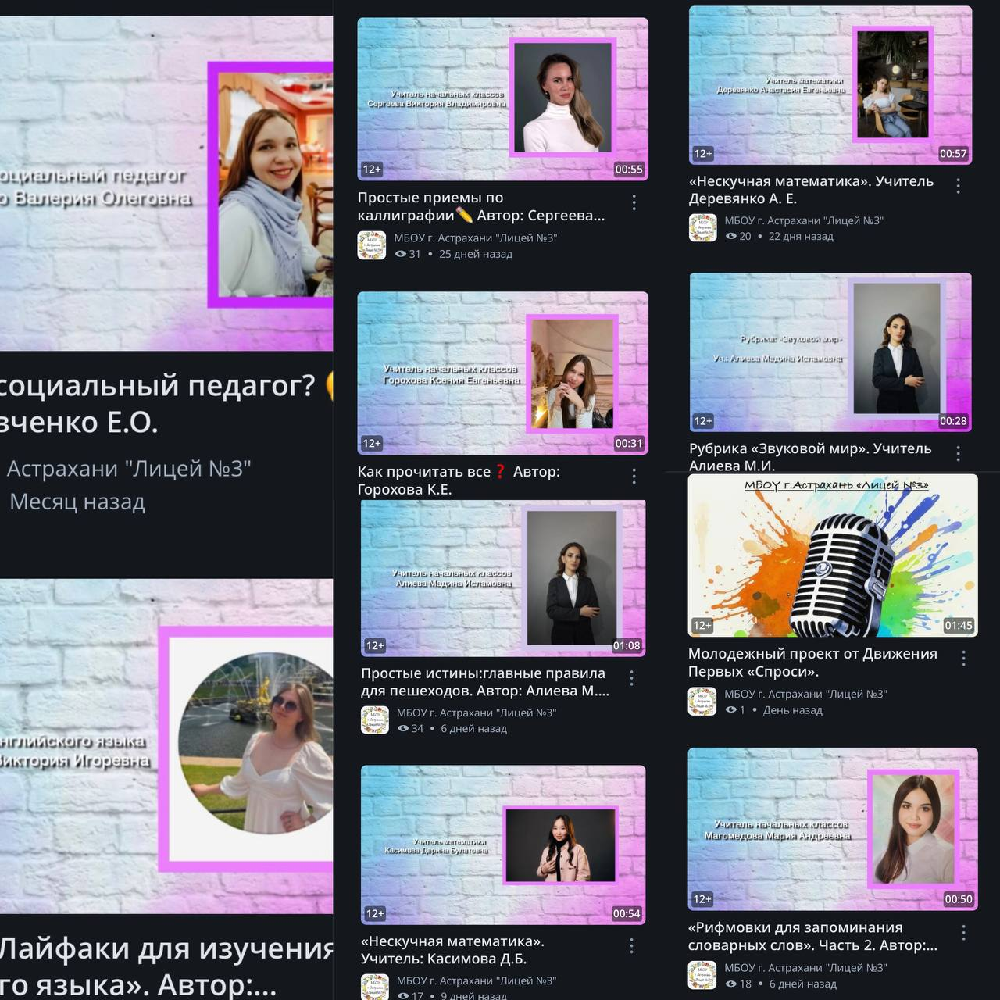 оциальный педагог
о Валерия Олеговна
социальный педагог?
вченко Е.О.
Астрахани "Лицей №3"
Месяц назад
нглийского языка
Виктория Игоревна
Лайфаки для изучения
го языка». Автор:...
Учитель начальных классов
Сергеева Виктория Владимировна
12+
00:55
Простые приемы по
каллиграфии✏️ Автор: Сергеева...
МБОУ г. Астрахани "Лицей №3"
31 • 25 дней назад
Учитель начальных классов
Горохова Ксения Евгеньевна
12+
00:31
Как прочитать все❓ Автор:
Горохова К.Е.
Учитель начальных классов
Алиева Мадина Исламовна
12+
01:08
Простые истины:главные правила
для пешеходов. Автор: Алиева М....
МБОУ г. Астрахани "Лицей №3"
34 • 6 дней назад
Учитель математики
Касимова Дарина Булатовна
12+
00:54
«Нескучная математика».
Учитель: Касимова Д.Б.
МБОУ г. Астрахани "Лицей №3"
17 • 9 дней назад
Учитель математики
Деревянко Анастасия Евгеньевна
12+
00:57
«Нескучная математика». Учитель
Деревянко А. Е.
МБОУ г. Астрахани "Лицей №3"
20 • 22 дня назад
Рубрика: «Звуковой мир»
Уч.: Алиева Мадина Исламовна
12+
00:28
Рубрика «Звуковой мир». Учитель
Алиева М.И.
МБОУ г.Астрахань «Лицей №3»
12+
01:45
Молодежный проект от Движения
Первых «Спроси».
МБОУ г. Астрахани "Лицей №3"
1 • День назад
Учитель начальных классов
Магомедова Мария Андреевна
12+
00:50
«Рифмовки для запоминания
словарных слов». Часть 2. Автор:...
МБОУ г. Астрахани "Лицей №3"
18 • 6 дней назад